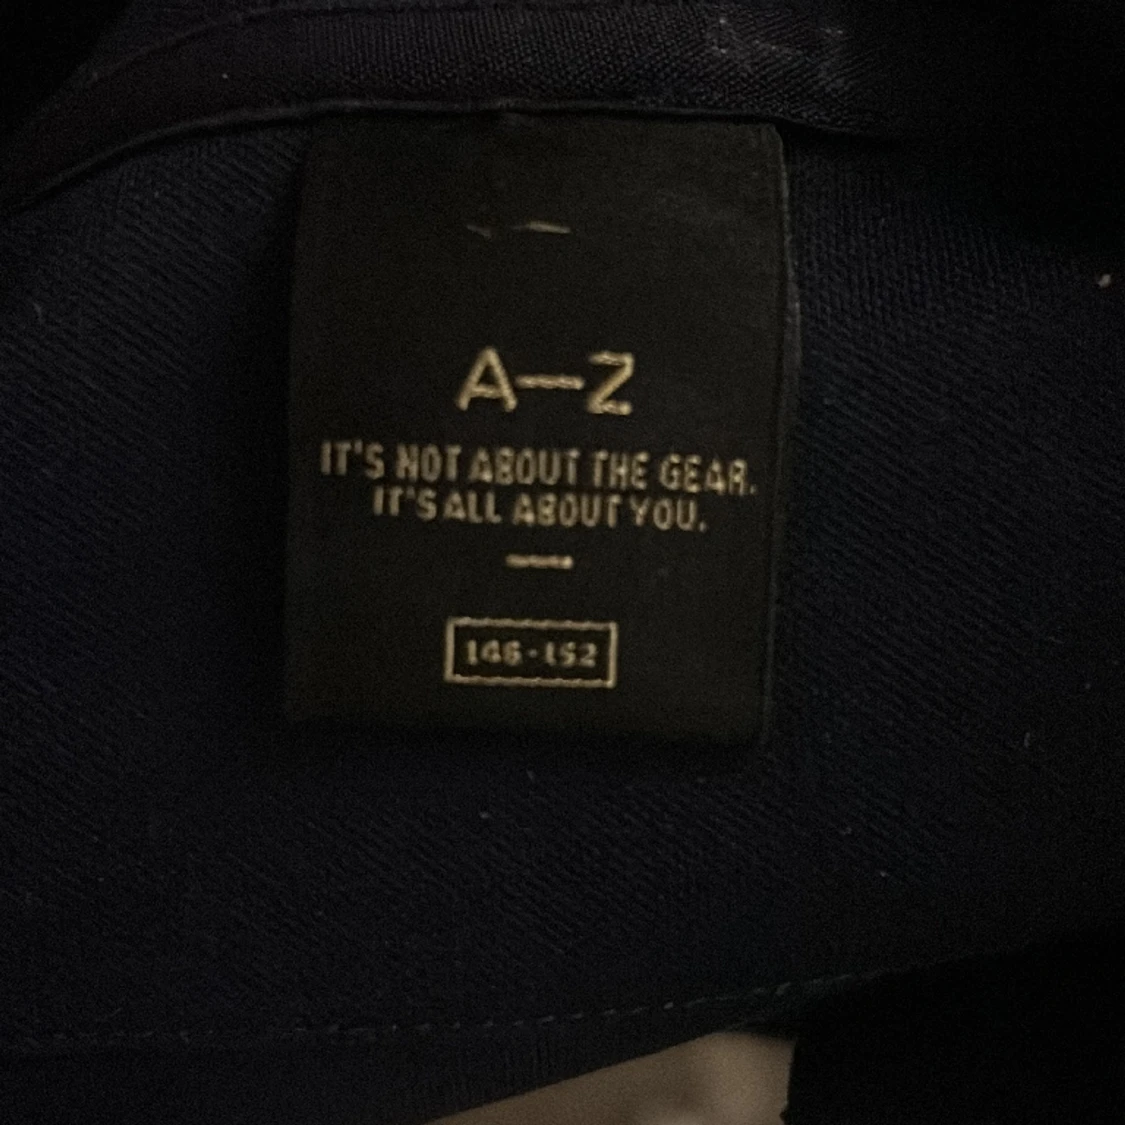 A—Z
IT'S NOT ABOUT THE GEAR.
IT'S ALL ABOUT YOU.
146-152